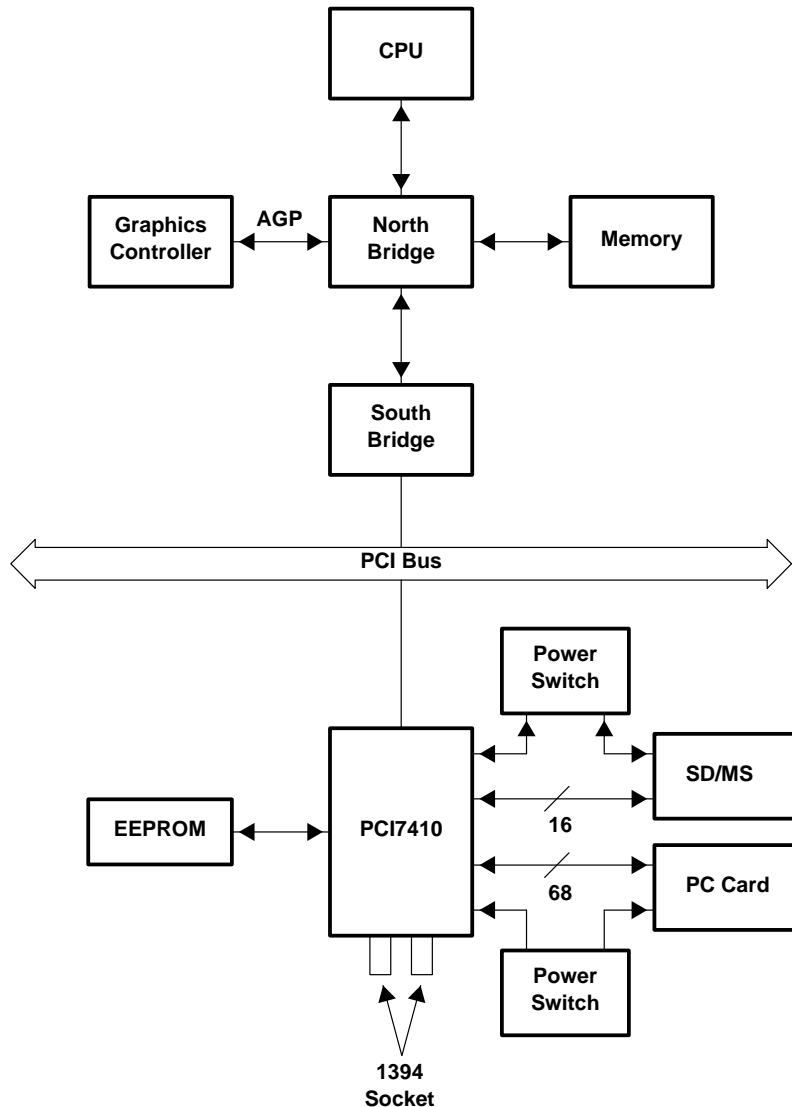 CPU
Graphics
Controller
AGP
North
Bridge
Memory
South
Bridge
PCI Bus
Power
Switch
SD/MS
EEPROM
PCI7410
16
68
PC Card
Power
Switch
1394
Socket